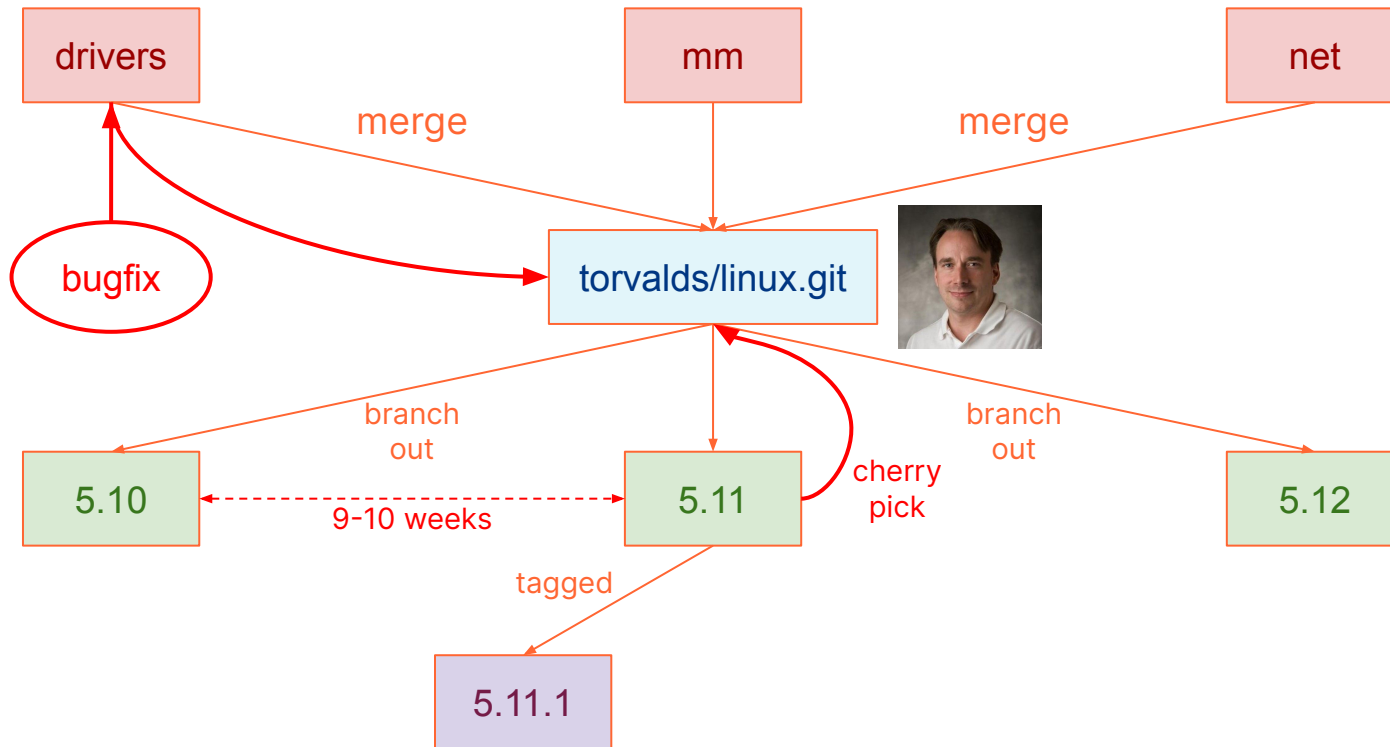 drivers
mm
net
merge
merge
bugfix
torvalds/linux.git
branch
out
branch
out
5.10
9-10 weeks
5.11
cherry
pick
5.12
tagged
5.11.1